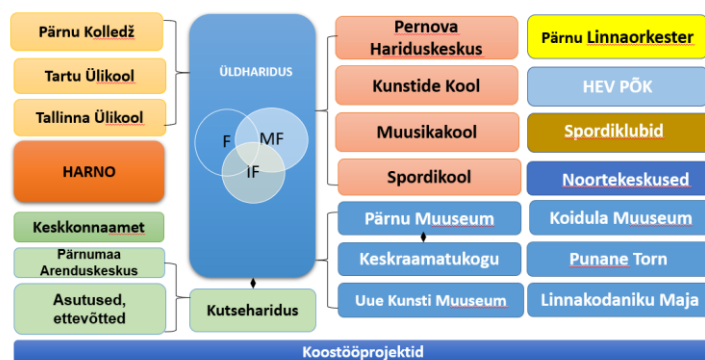 Pärnu Kolledž
Tartu Ülikool
Tallinna Ülikool
HARNO
Keskkonnaamet
Pärnumaa
Arenduskeskus
Asutused,
ettevõtted
ÜLDHARIDUS
F
MF
IF
Kutseharidus
Pernova
Hariduskeskus
Kunstide Kool
Muusikakool
Spordikool
Pärnu Muuseum
Keskraamatukogu
Uue Kunsti Muuseum
Pärnu Linnaorkester
HEV PÕK
Spordiklubid
Noortekeskused
Koidula Muuseum
Punane Torn
Linnakodaniku Maja
Koostööprojektid